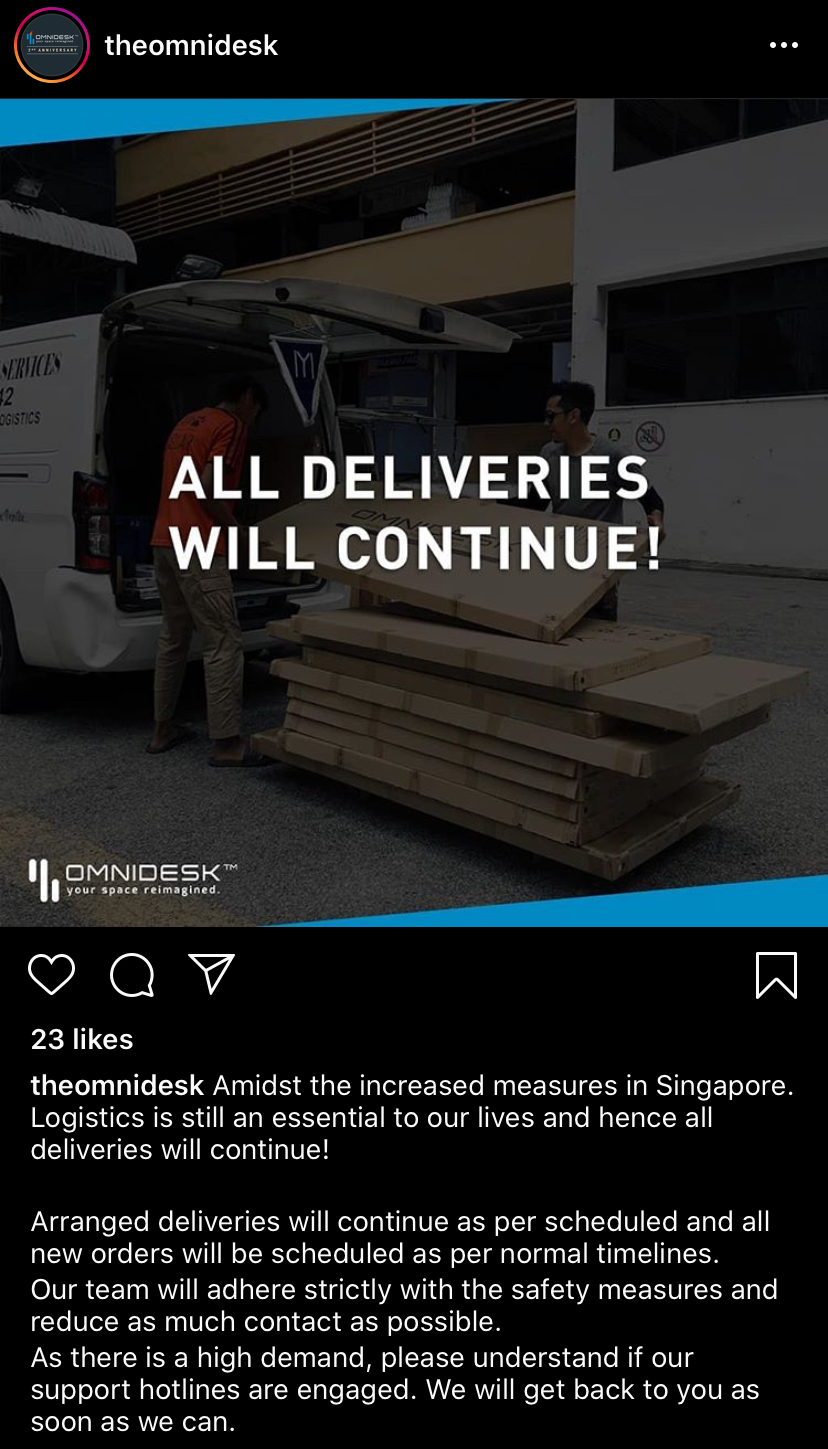 OMNIDESK
theomnidesk
SERVICES
OGISTICS
M
ALL DELIVERIES
WILL CONTINUE!
OMNIDESK™
your space reimagined.
23 likes
theomnidesk Amidst the increased measures in Singapore.
Logistics is still an essential to our lives and hence all
deliveries will continue!
Arranged deliveries will continue as per scheduled and all
new orders will be scheduled as per normal timelines.
Our team will adhere strictly with the safety measures and
reduce as much contact as possible.
As there is a high demand, please understand if our
support hotlines are engaged. We will get back to you as
soon as we can.